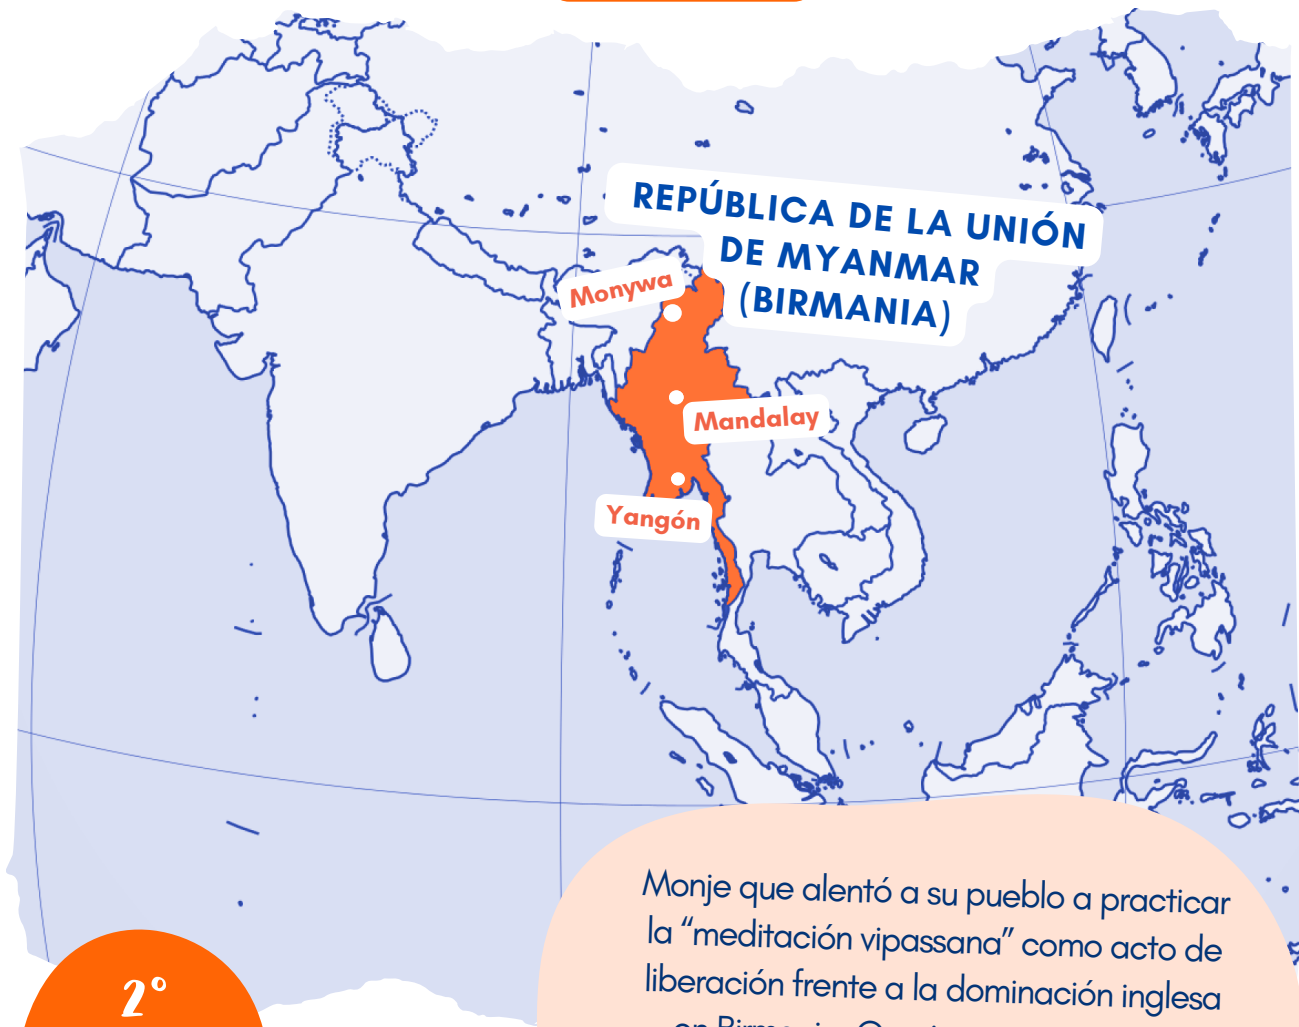 REPÚBLICA DE LA UNIÓN
DE MYANMAR
(BIRMANIA)
Monywa
Mandalay
Yangón
Monje que alentó a su pueblo a practicar
la “meditación vipassana” como acto de
liberación frente a la dominación inglesa
2°